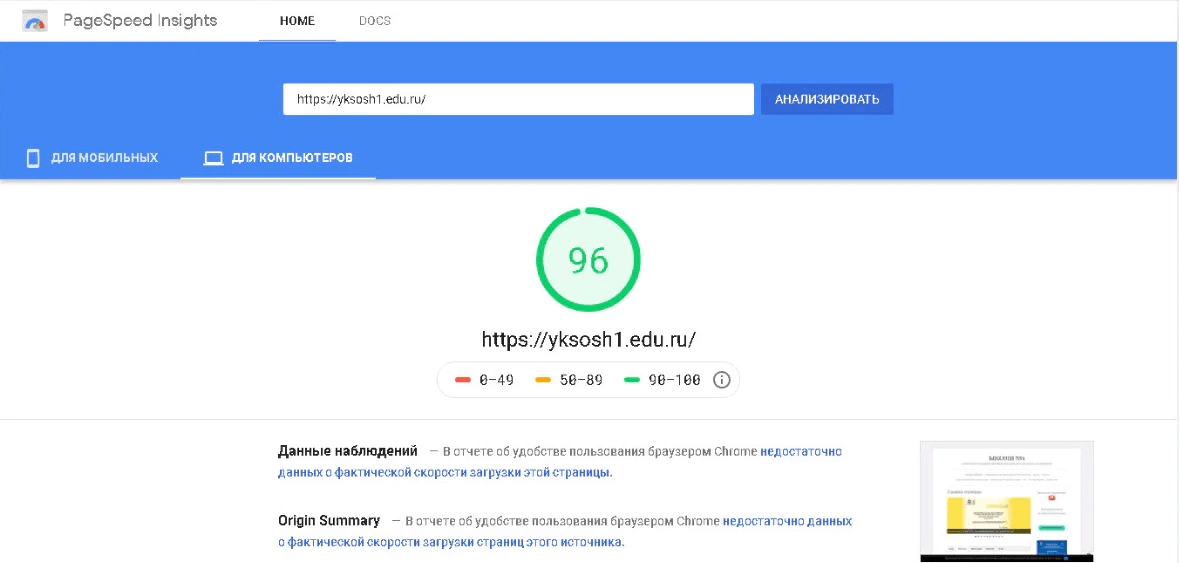 PageSpeed Insights HOME DOCS
https://yksosh1.edu.ru/ АНАЛИЗИРОВАТЬ
ДЛЯ МОБИЛЬНЫХ ДЛЯ КОМПЬЮТЕРОВ
96
https://yksosh1.edu.ru/
0–49 50–89 90–100
Данные наблюдений — В отчете об удобстве пользования браузером Chrome недостаточно
данных о фактической скорости загрузки этой страницы.
Origin Summary — В отчете об удобстве пользования браузером Chrome недостаточно данных
о фактической скорости загрузки страниц этого источника.